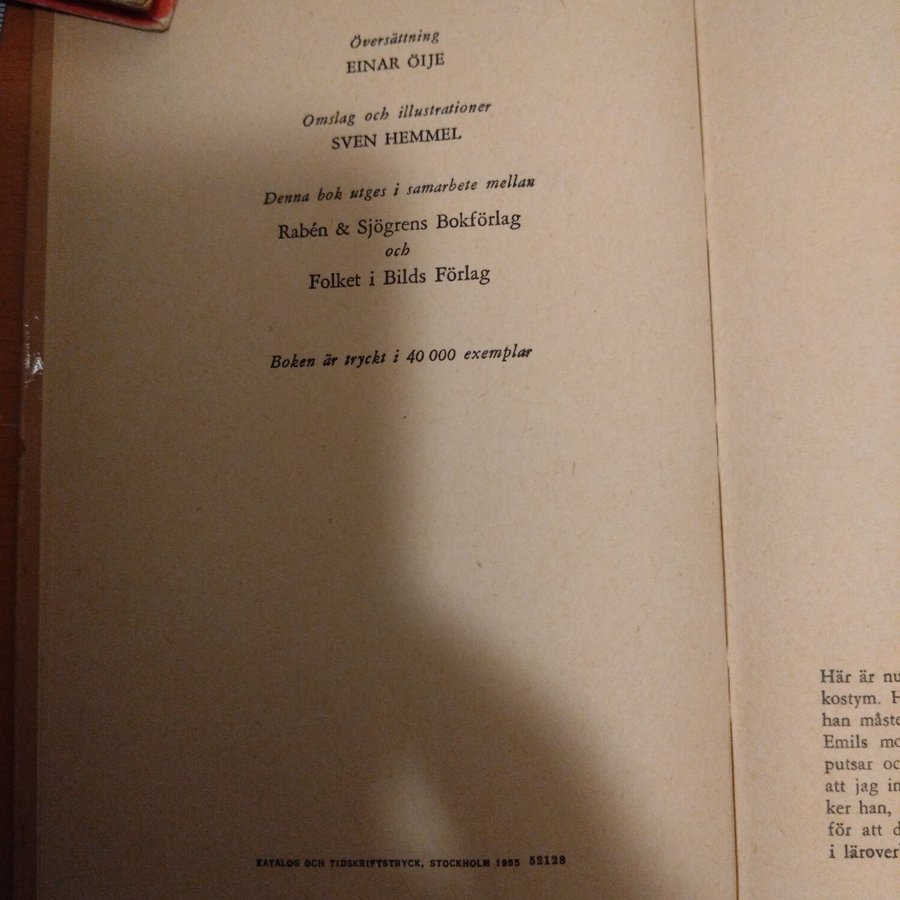 Översättning
EINAR ÖIJE
Omslag och illustrationer
SVEN HEMMEL
Denna bok utges i samarbete mellan
Rabén & Sjögrens Bokförlag
och
Folket i Bilds Förlag
Boken är tryckt i 40 000 exemplar
KATALOG OCH TIDSKRIFTSTRYCK, STOCKHOLM 1955 52128
Här är nu
kostym. H
han måste
Emils mo
putsar oc
att jag in
ker han,
för att d
i lärover